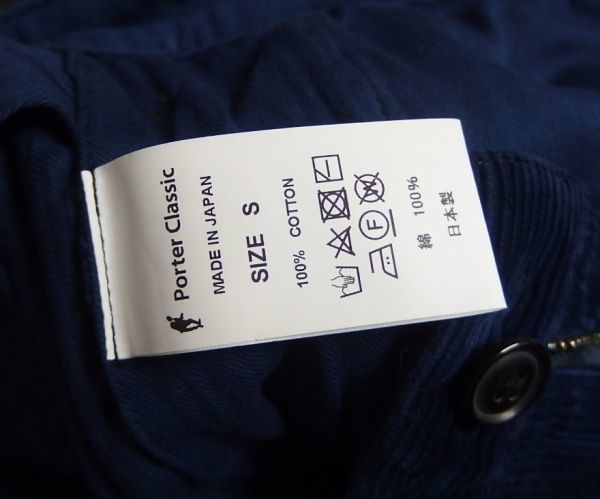 Porter Classic
MADE IN JAPAN
SIZE S
100% COTTON
F
綿 100%
日本製